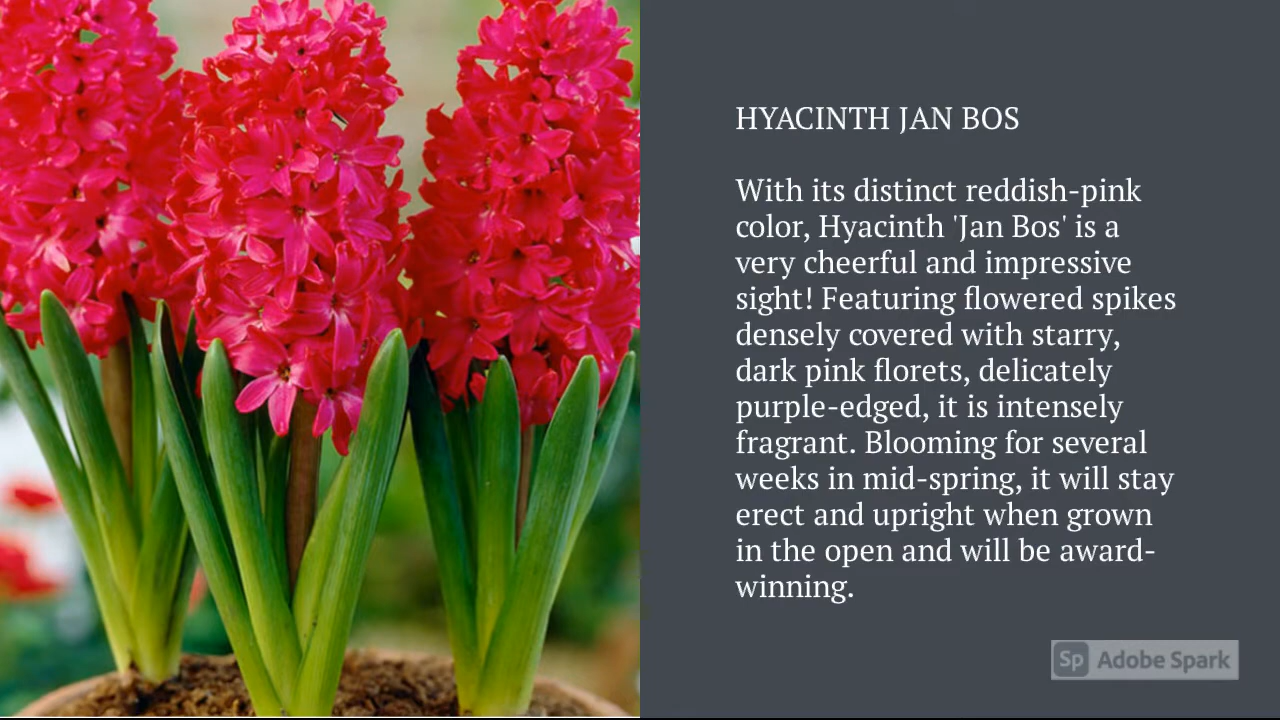 HYACINTH JAN BOS
With its distinct reddish-pink
color, Hyacinth 'Jan Bos' is a
very cheerful and impressive
sight! Featuring flowered spikes
densely covered with starry,
dark pink florets, delicately
purple-edged, it is intensely
fragrant. Blooming for several
weeks in mid-spring, it will stay
erect and upright when grown
in the open and will be award-
winning.
Sp Adobe Spark